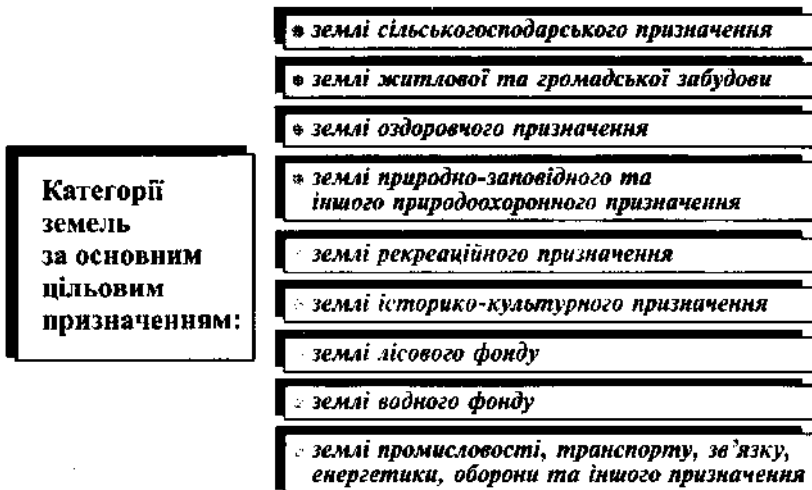 Категорії
земель
за основним
цільовим
призначенням:
землі сільськогосподарського призначення
землі житлової та громадської забудови
землі оздоровчого призначення
землі природно-заповідного та
іншого природоохоронного призначення
землі рекреаційного призначення
землі історико-культурного призначення
землі лісового фонду
землі водного фонду
землі промисловості, транспорту, зв’язку,
енергетики, оборони та іншого призначення